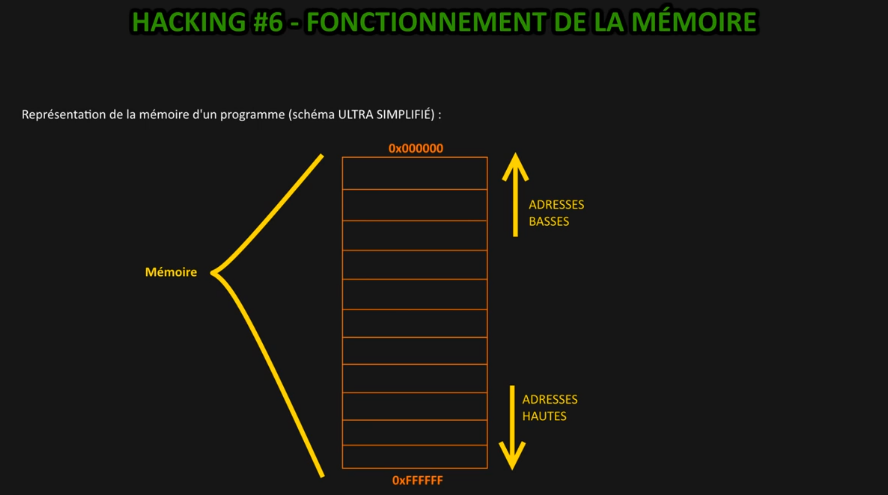 HACKING #6 - FONCTIONNEMENT DE LA MÉMOIRE
Représentation de la mémoire d'un programme (schéma ULTRA SIMPLIFIÉ) :
0x000000
ADRESSES
BASSES
Mémoire
ADRESSES
HAUTES
0xFFFFFF